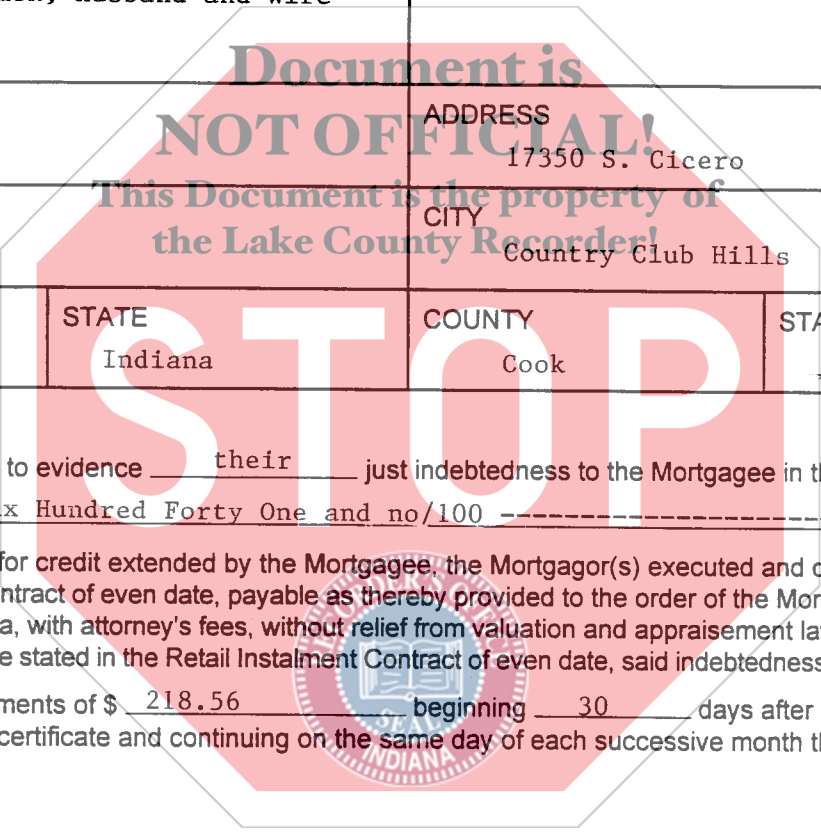 husband and wife
Document is
NOT OFFICIAL!
This Document is the property of
the Lake County Recorder!
ADDRESS
17350 S. Cicero
CITY
Country Club Hills
STATE
Indiana
COUNTY
Cook
STA
STOP
to evidence their just indebtedness to the Mortgagee in th
x Hundred Forty One and no/100 --------------------
for credit extended by the Mortgagee, the Mortgagor(s) executed and d
ntract of even date, payable as thereby provided to the order of the Mor
a, with attorney's fees, without relief from valuation and appraisement la
e stated in the Retail Instalment Contract of even date, said indebtedness
ments of $ 218.56 beginning 30 days after
certificate and continuing on the same day of each successive month th
SEAL
INDIANA